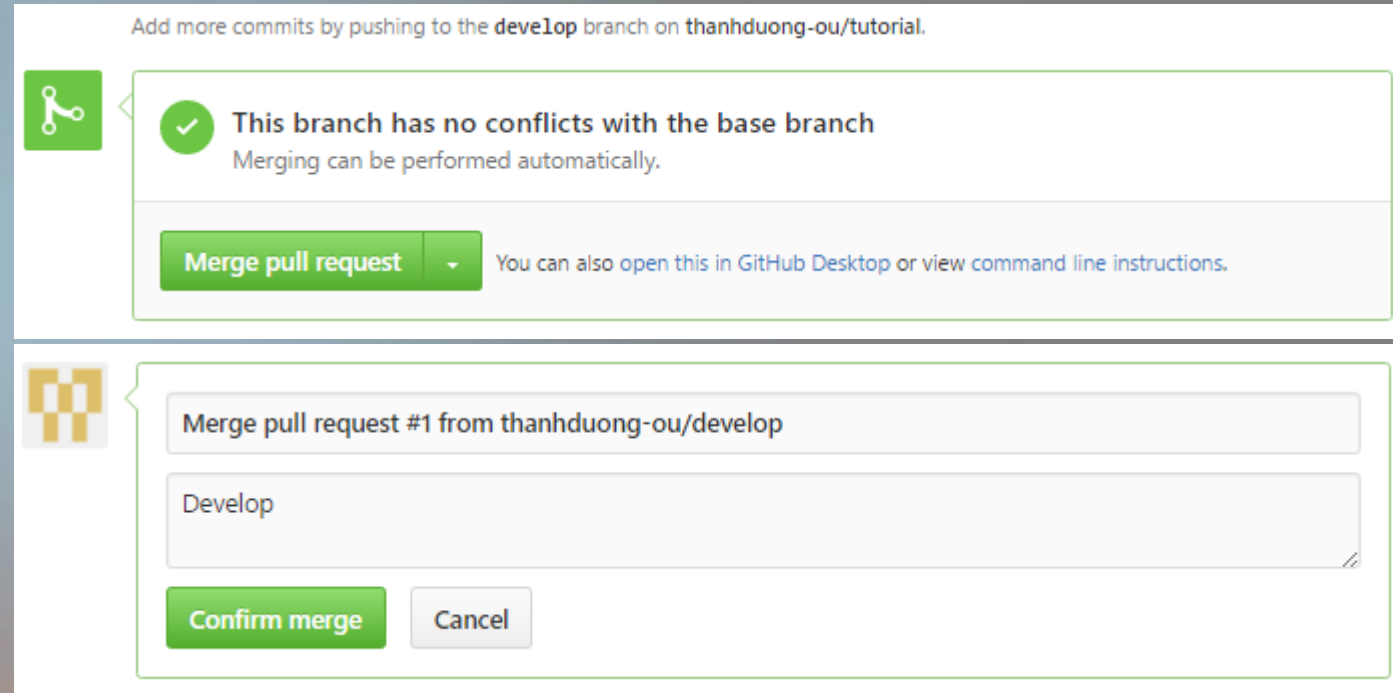 Add more commits by pushing to the develop branch on thanhduong-ou/tutorial.
This branch has no conflicts with the base branch
Merging can be performed automatically.
Merge pull request You can also open this in GitHub Desktop or view command line instructions.
Merge pull request #1 from thanhduong-ou/develop
Develop
Confirm merge Cancel